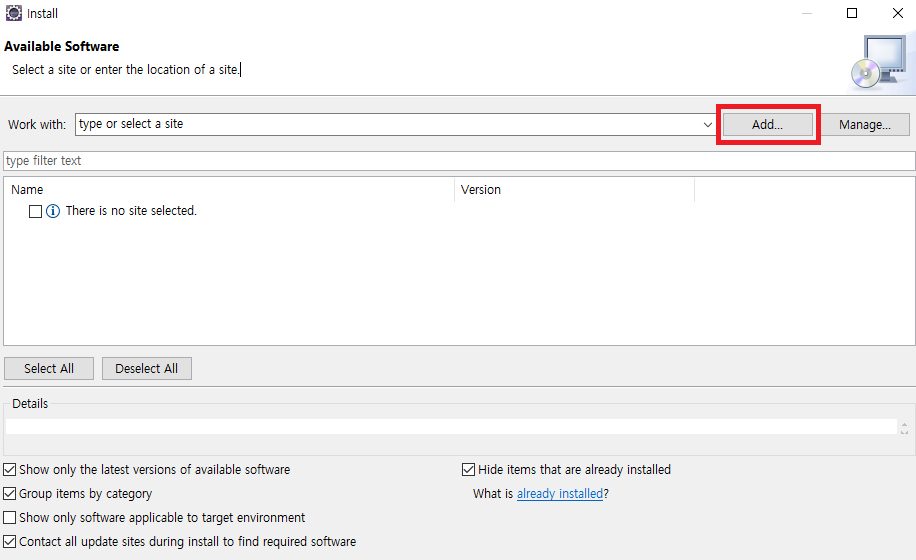 Install
Available Software
Select a site or enter the location of a site.
Work with: type or select a site Add... Manage...
type filter text
Name Version
There is no site selected.
Select All Deselect All
Details
Show only the latest versions of available software Hide items that are already installed
Group items by category What is already installed?
Show only software applicable to target environment
Contact all update sites during install to find required software